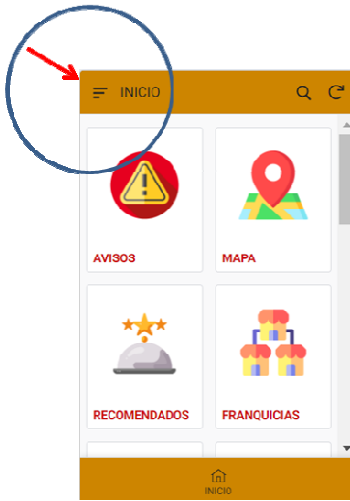 INICIO
AVISOS
MAPA
RECOMENDADOS
FRANQUICIAS
INICIO